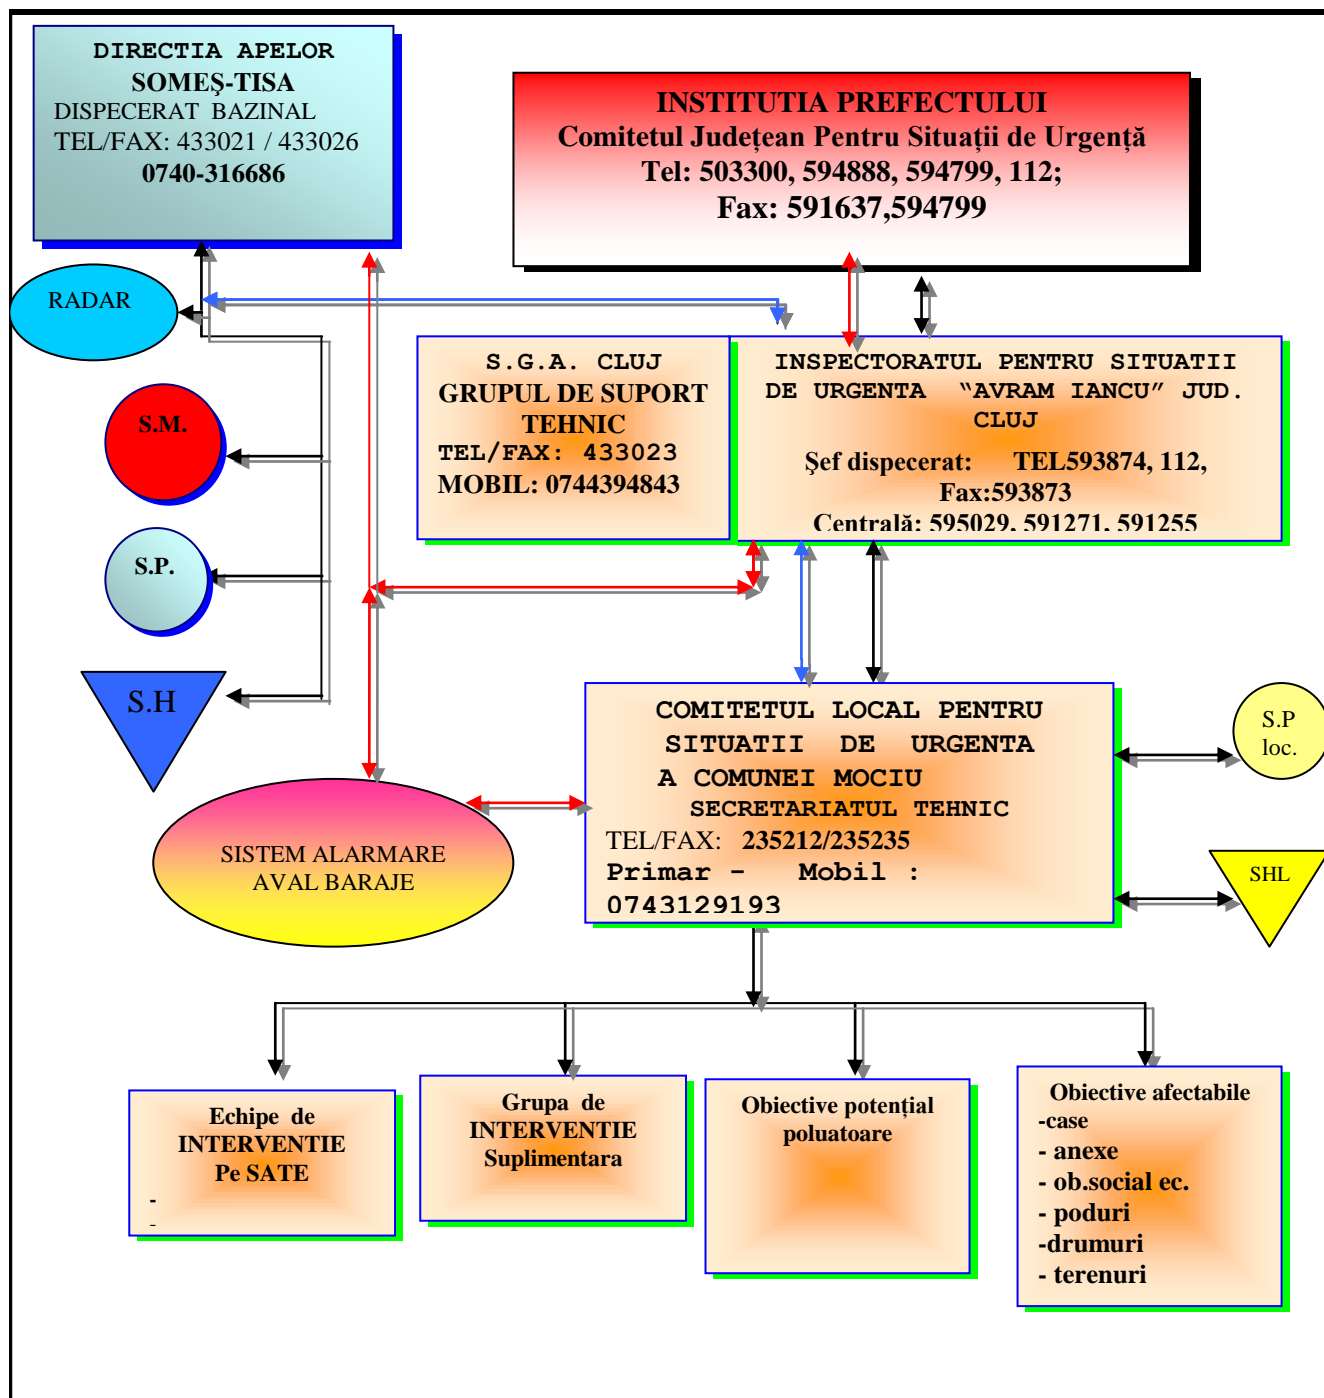 DIRECTIA APELOR
SOMEŞ-TISA
DISPECERAT BAZINAL
TEL/FAX: 433021 / 433026
0740-316686
INSTITUTIA PREFECTULUI
Comitetul Județean Pentru Situații de Urgență
Tel: 503300, 594888, 594799, 112;
Fax: 591637,594799
RADAR
S.M.
S.P.
S.H
S.G.A. CLUJ
GRUPUL DE SUPORT
TEHNIC
TEL/FAX: 433023
MOBIL: 0744394843
INSPECTORATUL PENTRU SITUATII
DE URGENTA “AVRAM IANCU” JUD.
CLUJ
Şef dispecerat: TEL593874, 112,
Fax:593873
Centrală: 595029, 591271, 591255
COMITETUL LOCAL PENTRU
SITUATII DE URGENTA
A COMUNEI MOCIU
SECRETARIATUL TEHNIC
TEL/FAX: 235212/235235
Primar - Mobil :
0743129193
S.P
loc.
SHL
SISTEM ALARMARE
AVAL BARAJE
Echipe de
INTERVENTIE
Pe SATE
-
-
Grupa de
INTERVENTIE
Suplimentara
Obiective potențial
poluatoare
Obiective afectabile
-case
- anexe
- ob.social ec.
- poduri
-drumuri
- terenuri